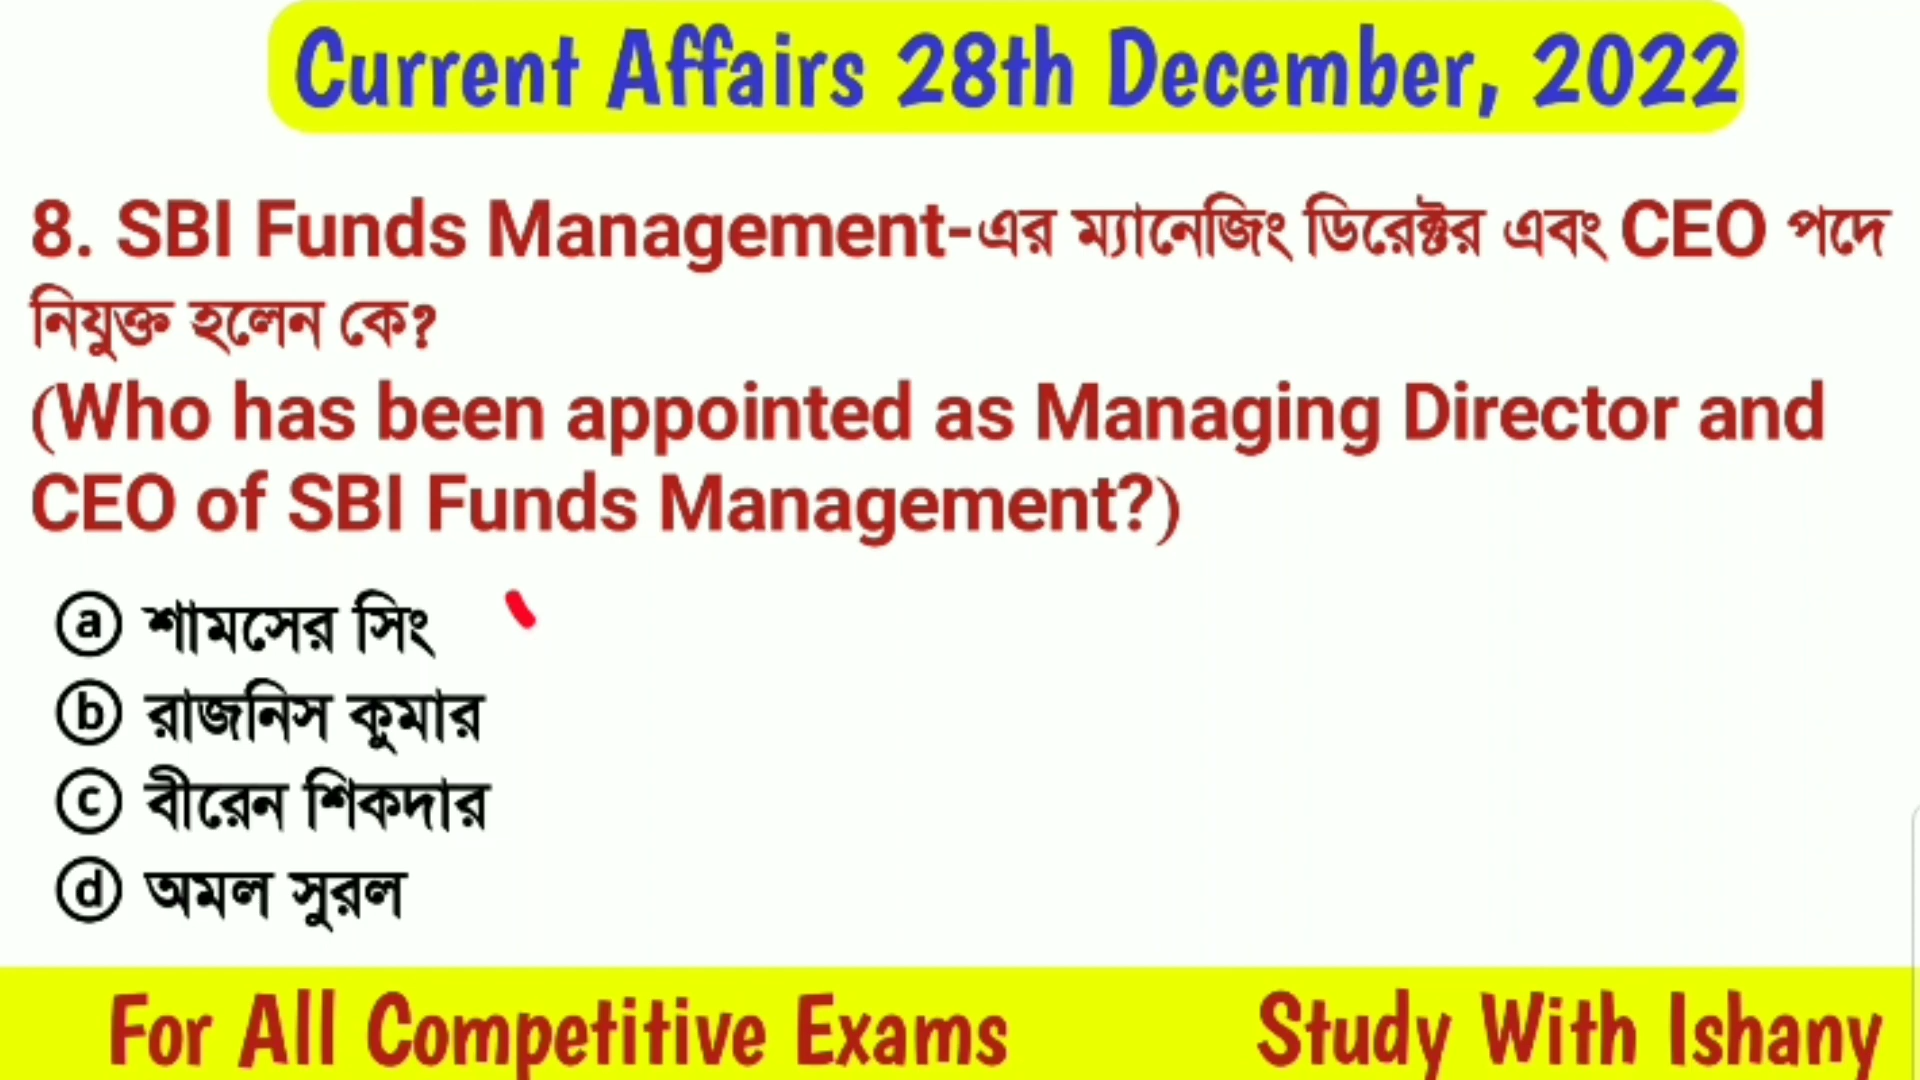 Current Affairs 28th December, 2022
8. SBI Funds Management-এর ম্যানেজিং ডিরেক্টর এবং CEO পদে
নিযুক্ত হলেন কে?
(Who has been appointed as Managing Director and
CEO of SBI Funds Management?)
ⓐ শামসের সিং
ⓑ রাজনিস কুমার
ⓒ বীরেন শিকদার
ⓓ অমল সুরল
For All Competitive Exams Study With Ishany